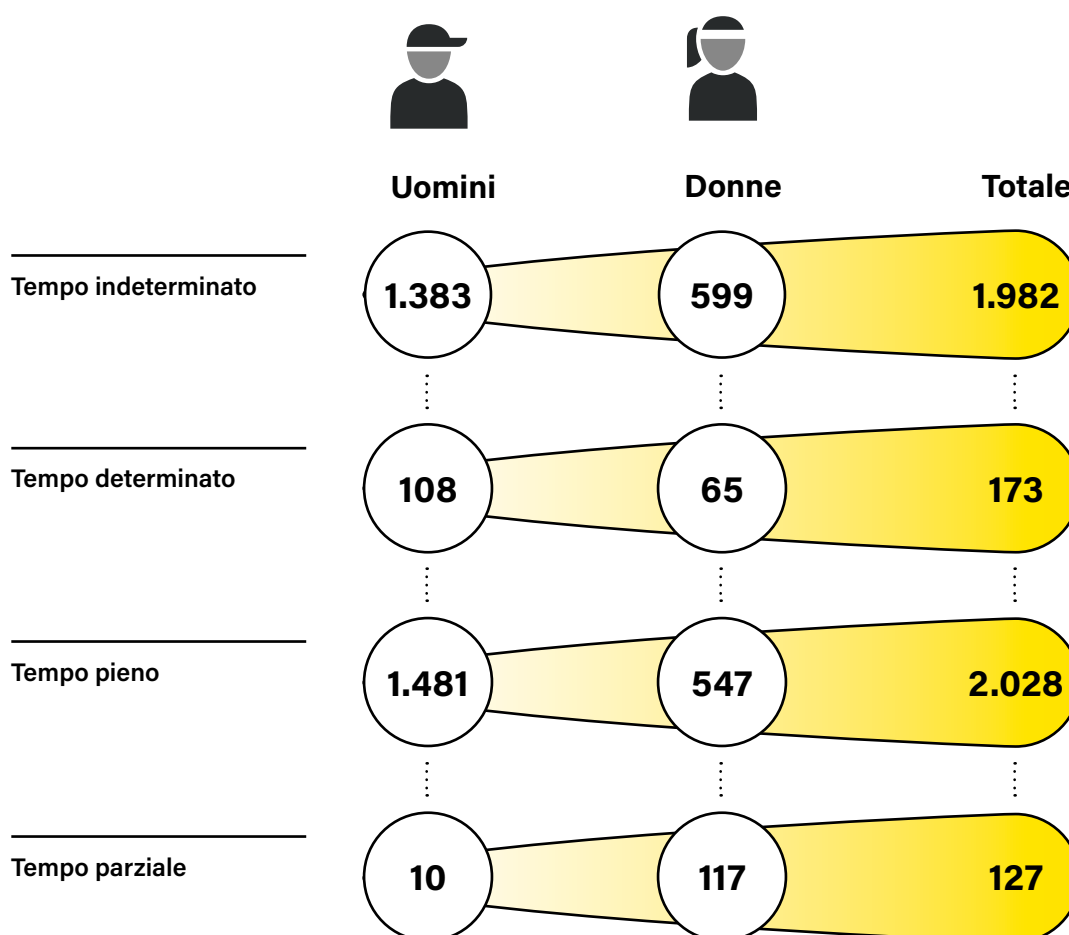 Uomini Donne Totale
Tempo indeterminato 1.383 599 1.982
Tempo determinato 108 65 173
Tempo pieno 1.481 547 2.028
Tempo parziale 10 117 127